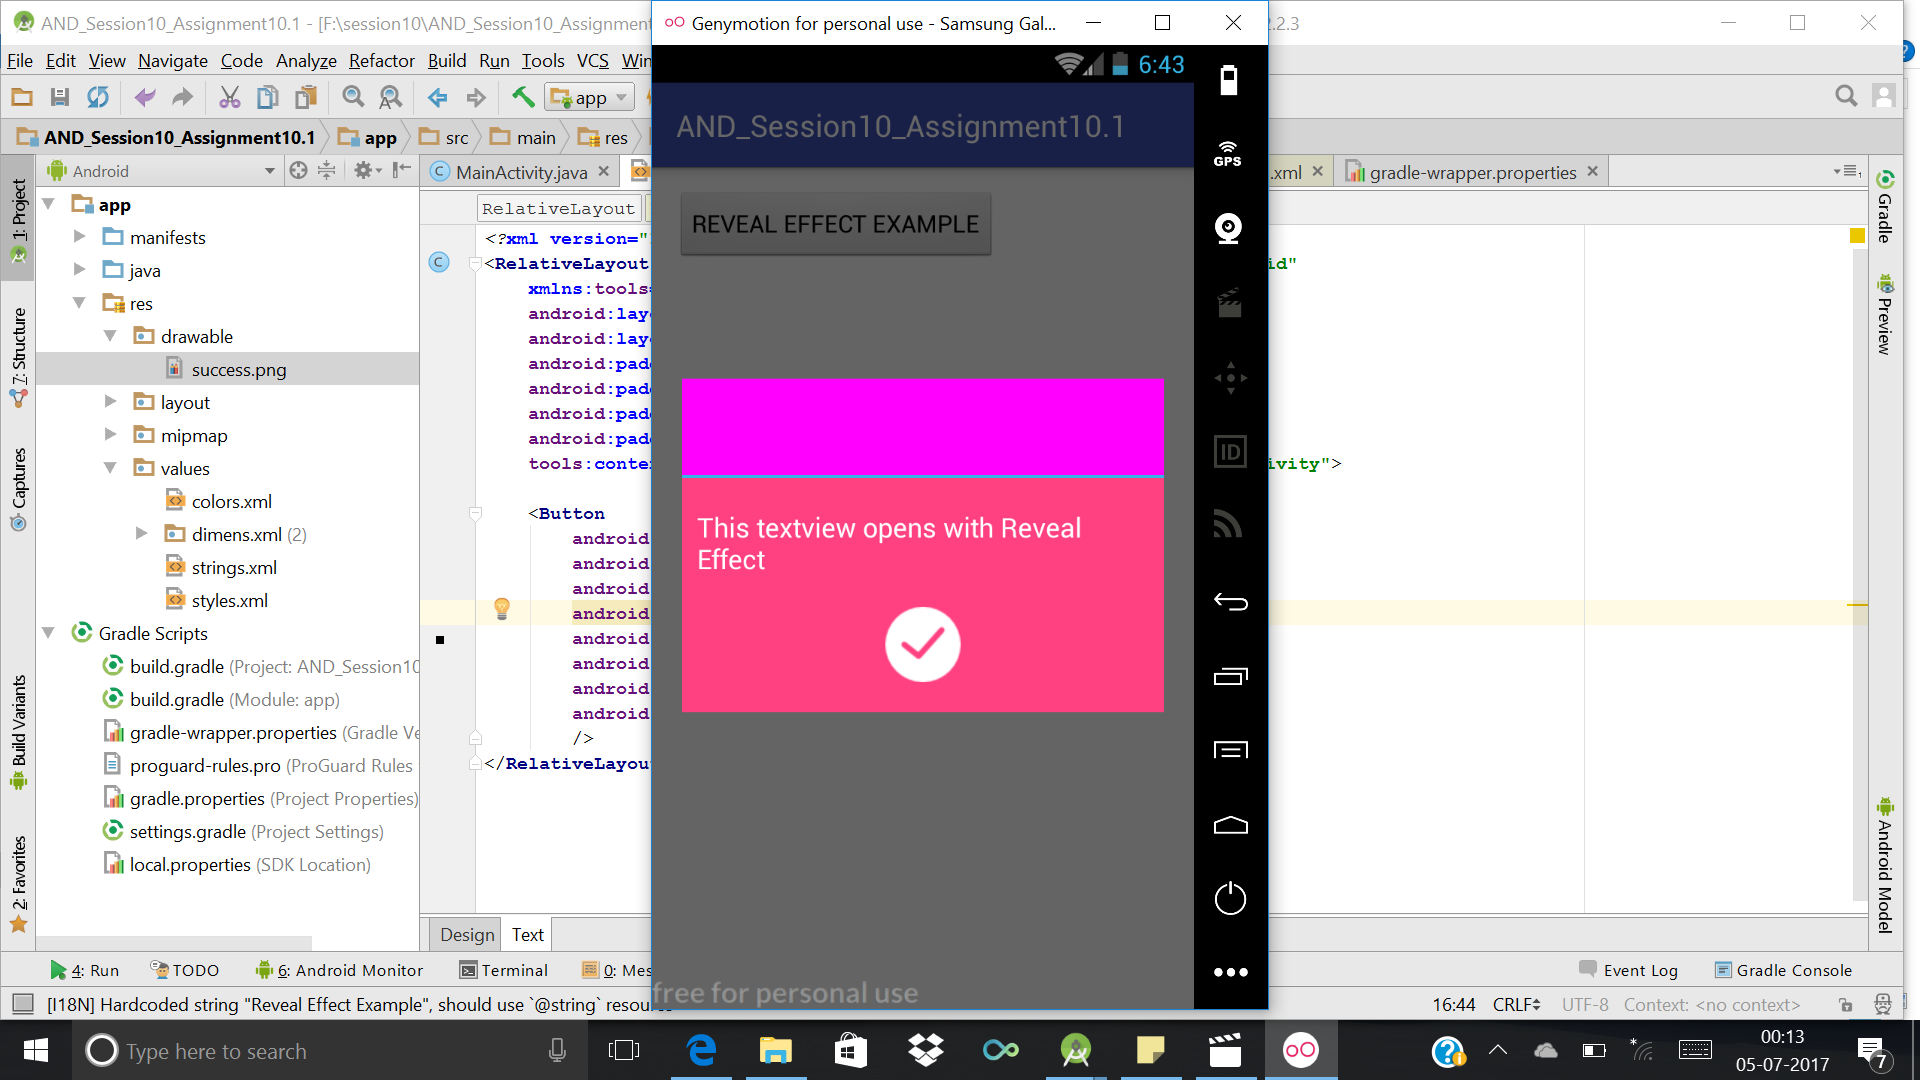 AND_Session10_Assignment10.1 - [F:\session10\AND_Session10_Assignment
Genymotion for personal use - Samsung Gal...
2.2.3
File Edit View Navigate Code Analyze Refactor Build Run Tools VCS Win
6:43
app
AND_Session10_Assignment10.1 app src main res
AND_Session10_Assignment10.1
GPS
Android
MainActivity.java
.xml
gradle-wrapper.properties
1: Project
7: Structure
Captures
Build Variants
2: Favorites
Gradle
Preview
Android Model
app
manifests
java
res
drawable
success.png
layout
mipmap
values
colors.xml
dimens.xml (2)
strings.xml
styles.xml
Gradle Scripts
build.gradle (Project: AND_Session10
build.gradle (Module: app)
gradle-wrapper.properties (Gradle Ve
proguard-rules.pro (ProGuard Rules
gradle.properties (Project Properties)
settings.gradle (Project Settings)
local.properties (SDK Location)
RelativeLayout
<?xml version="
<RelativeLayout
id"
xmlns:tools=
android:lay
android:lay
android:padd
android:padd
android:padd
android:padd
tools:conte
ivity">
<Button
android
android
android
android
android
android
android
android
/>
</RelativeLayou
REVEAL EFFECT EXAMPLE
This textview opens with Reveal
Effect
ID
free for personal use
Design Text
4: Run TODO 6: Android Monitor Terminal 0: Mes
Event Log Gradle Console
[I18N] Hardcoded string "Reveal Effect Example", should use `@string` resou
16:44 CRLF UTF-8 Context: <no context>
Type here to search
00:13
05-07-2017
7